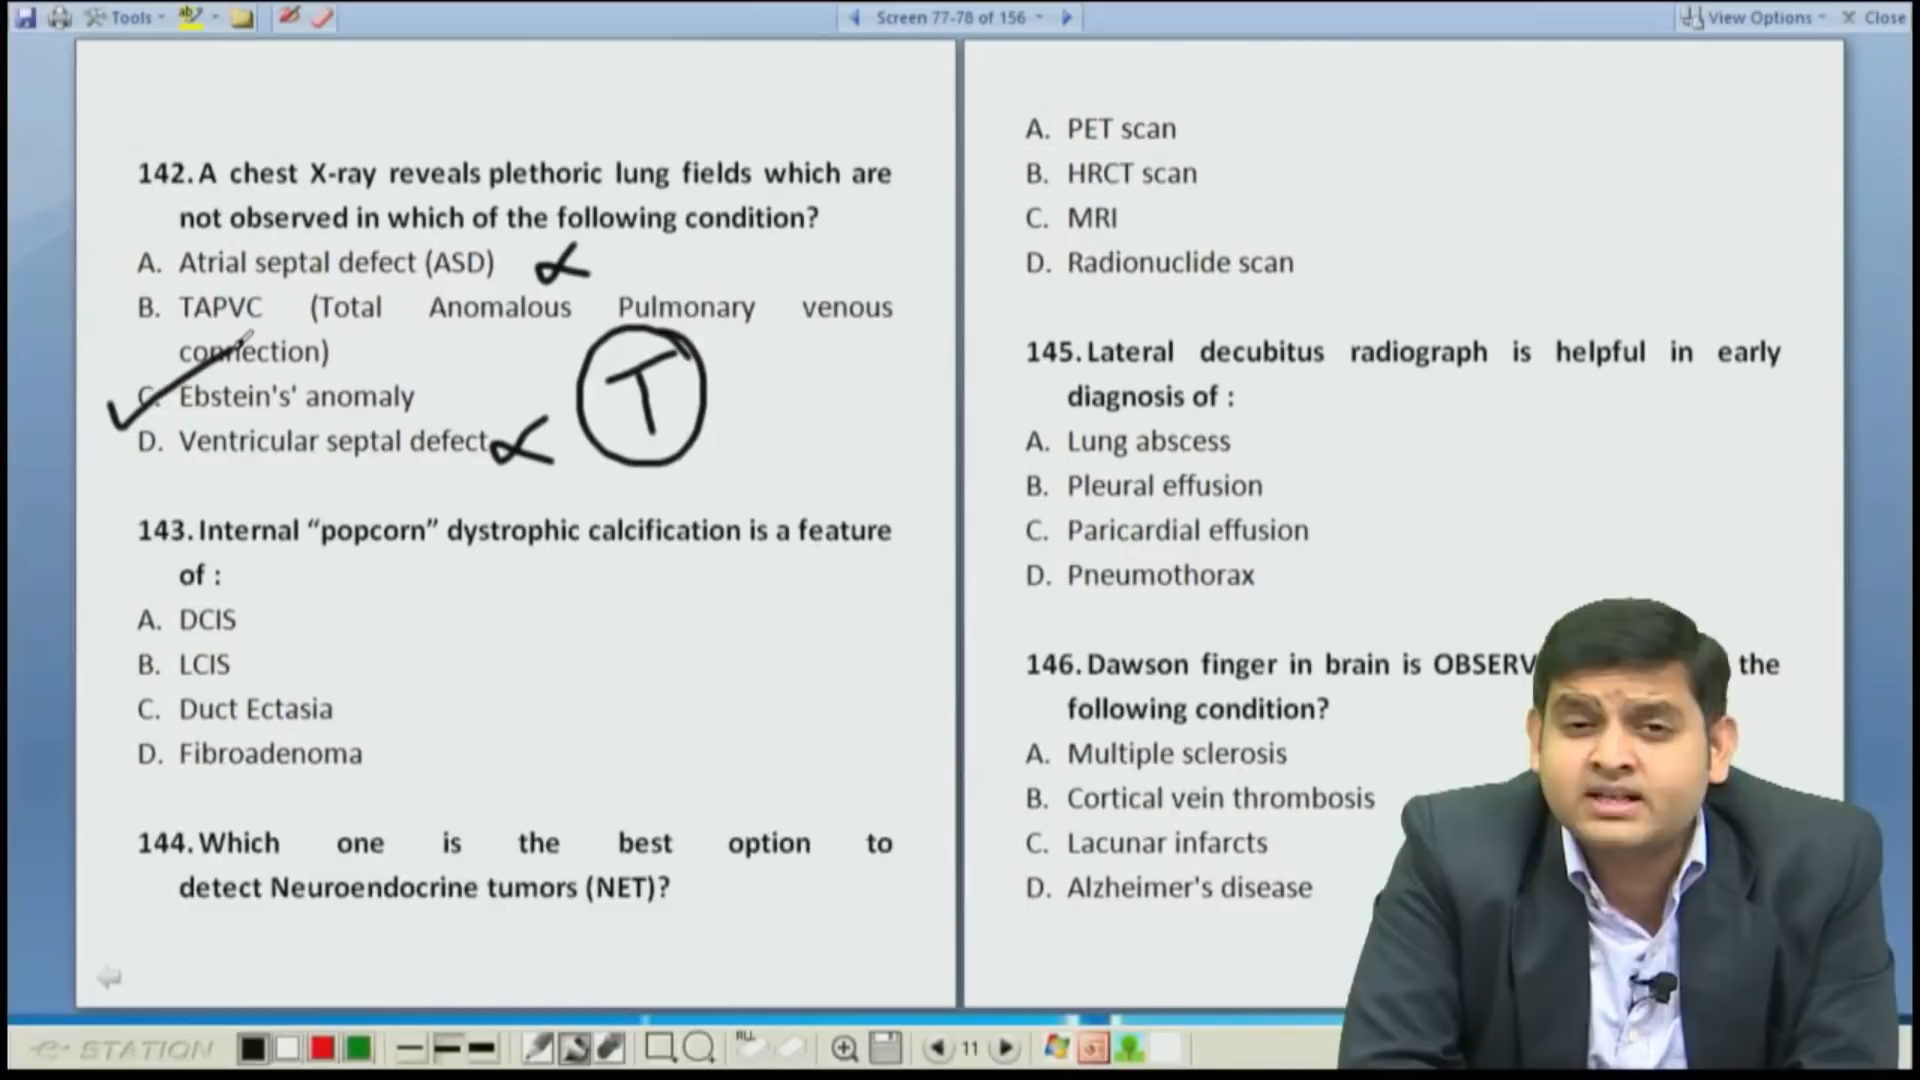 Tools
Screen 77-78 of 156
View Options
Close
142. A chest X-ray reveals plethoric lung fields which are
not observed in which of the following condition?
A. Atrial septal defect (ASD)
B. TAPVC (Total Anomalous Pulmonary venous
connection)
C. Ebstein's' anomaly
D. Ventricular septal defect
T
143. Internal “popcorn” dystrophic calcification is a feature
of :
A. DCIS
B. LCIS
C. Duct Ectasia
D. Fibroadenoma
144. Which one is the best option to
detect Neuroendocrine tumors (NET)?
A. PET scan
B. HRCT scan
C. MRI
D. Radionuclide scan
145. Lateral decubitus radiograph is helpful in early
diagnosis of :
A. Lung abscess
B. Pleural effusion
C. Paricardial effusion
D. Pneumothorax
146. Dawson finger in brain is OBSERV the
following condition?
A. Multiple sclerosis
B. Cortical vein thrombosis
C. Lacunar infarcts
D. Alzheimer's disease
e-STATION
ALL
11